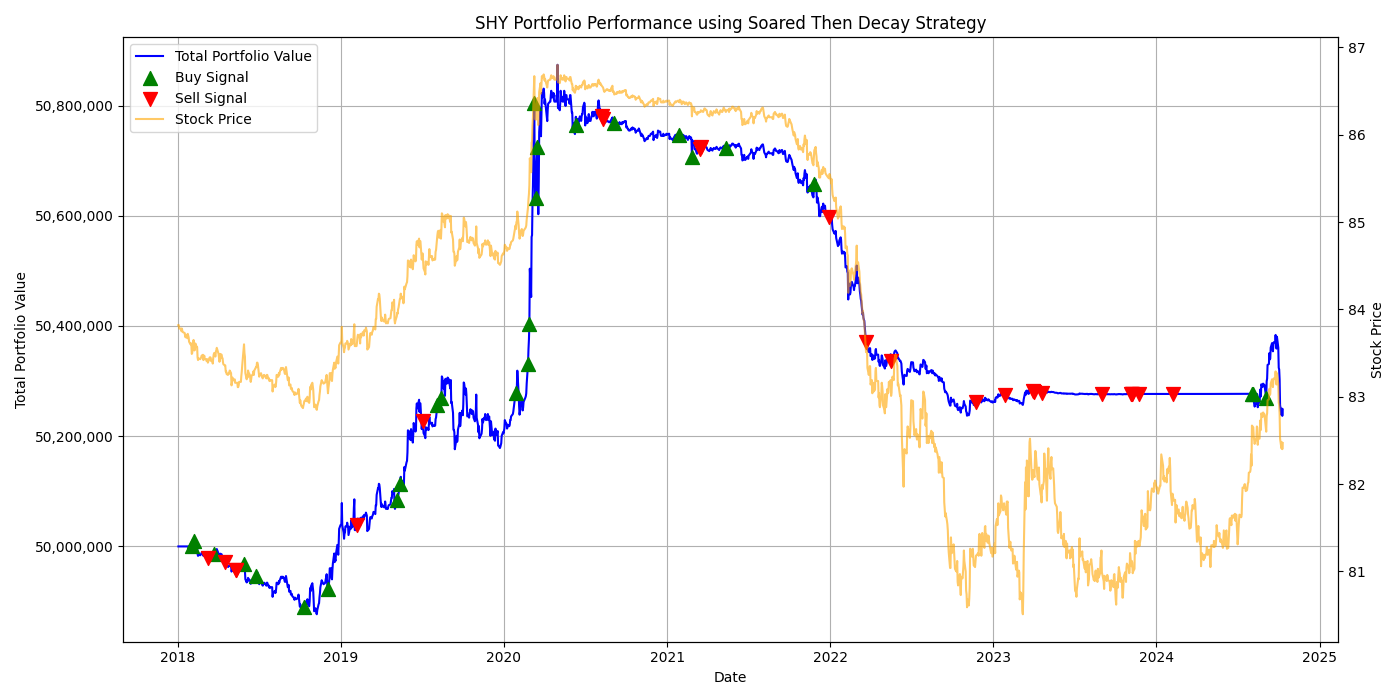 SHY Portfolio Performance using Soared Then Decay Strategy
Total Portfolio Value
Buy Signal
Sell Signal
Stock Price
50,800,000
50,600,000
50,400,000
50,200,000
50,000,000
Total Portfolio Value
87
86
85
84
83
82
81
Stock Price
2018
2019
2020
2021
2022
2023
2024
2025
Date